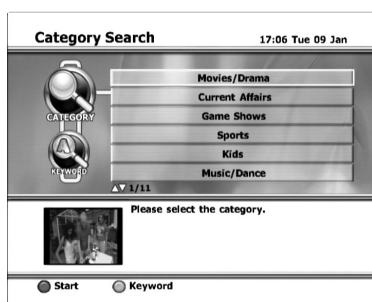 Category Search
17:06 Tue 09 Jan
Movies/Drama
Current Affairs
Game Shows
Sports
Kids
Music/Dance
CATEGORY
A
KEYWORD
1/11
Please select the category.
Start
Keyword